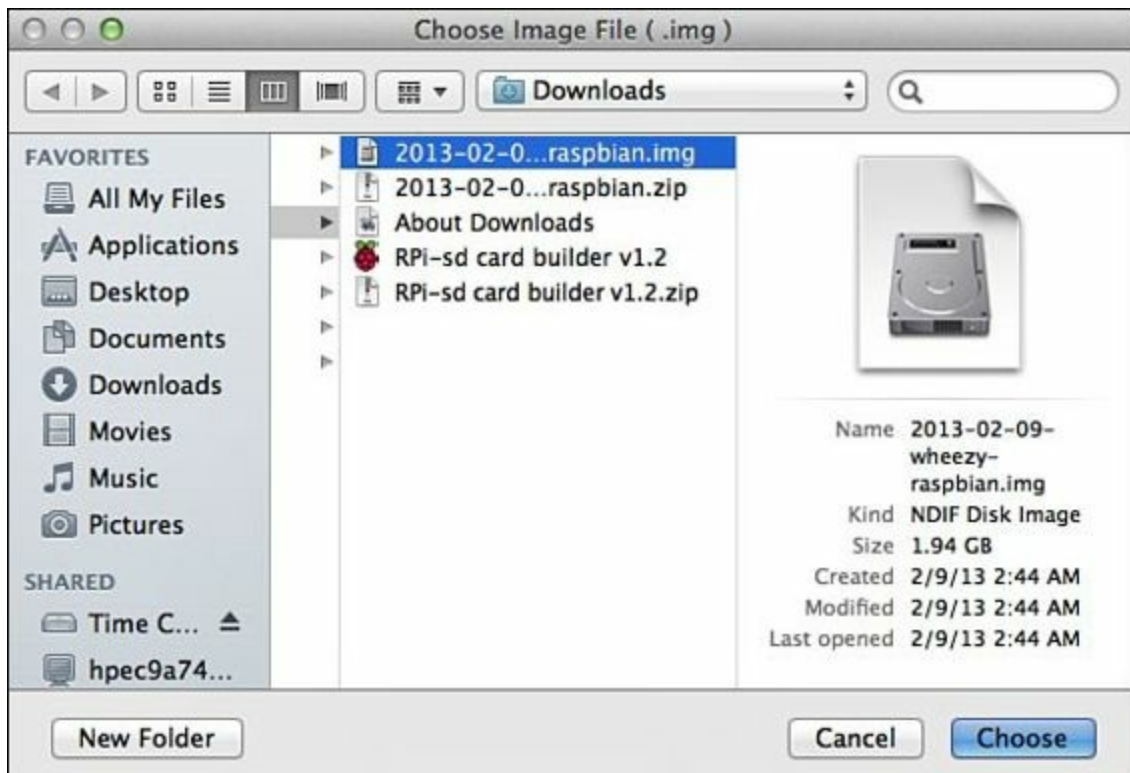 Choose Image File ( .img )
Downloads
FAVORITES
All My Files
Applications
Desktop
Documents
Downloads
Movies
Music
Pictures
SHARED
Time C...
hpec9a74...
2013-02-0...raspbian.img
2013-02-0...raspbian.zip
About Downloads
RPi-sd card builder v1.2
RPi-sd card builder v1.2.zip
Name 2013-02-09-
wheezy-
raspbian.img
Kind NDIF Disk Image
Size 1.94 GB
Created 2/9/13 2:44 AM
Modified 2/9/13 2:44 AM
Last opened 2/9/13 2:44 AM
New Folder
Cancel
Choose